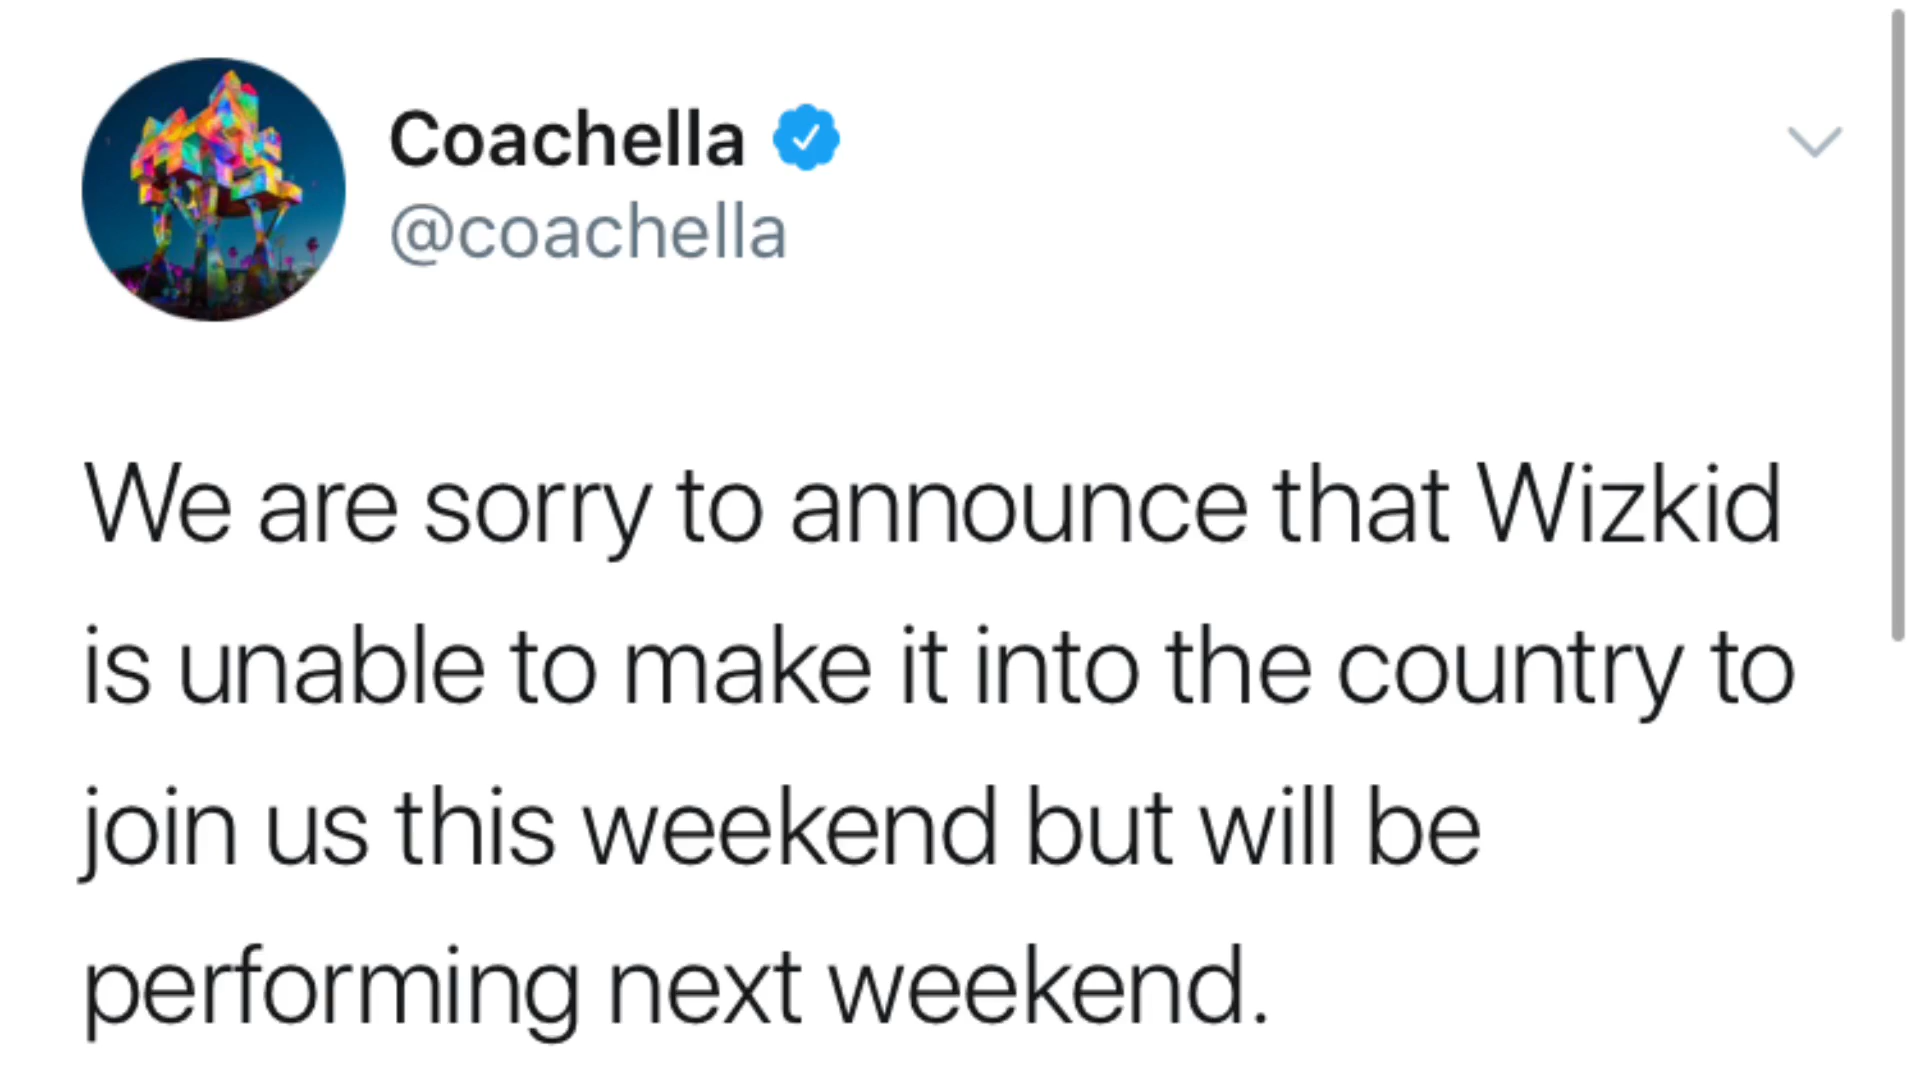 Coachella
@coachella
We are sorry to announce that Wizkid
is unable to make it into the country to
join us this weekend but will be
performing next weekend.